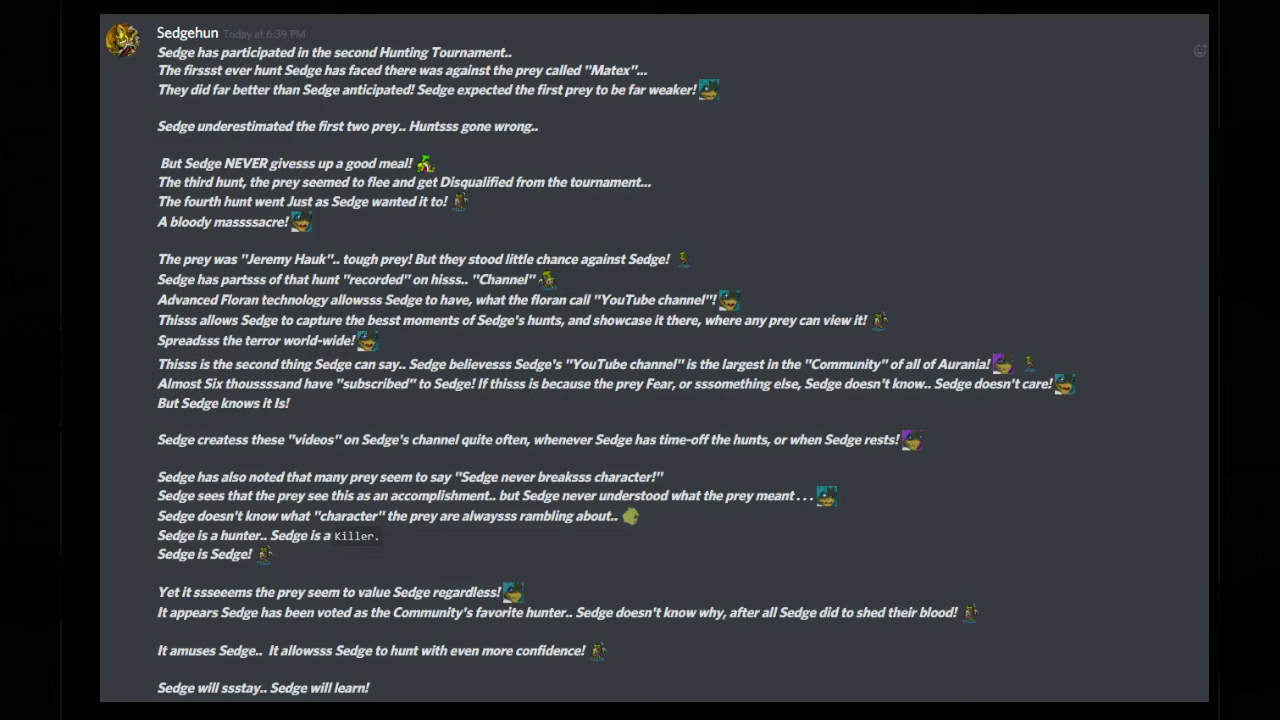 Sedgehun Today at 6:39 PM
Sedge has participated in the second Hunting Tournament..
The firssst ever hunt Sedge has faced there was against the prey called "Matex"...
They did far better than Sedge anticipated! Sedge expected the first prey to be far weaker!
Sedge underestimated the first two prey.. Huntsss gone wrong..
But Sedge NEVER givesss up a good meal!
The third hunt, the prey seemed to flee and get Disqualified from the tournament...
The fourth hunt went Just as Sedge wanted it to!
A bloody masssssacre!
The prey was "Jeremy Hauk".. tough prey! But they stood little chance against Sedge!
Sedge has partsss of that hunt "recorded" on hisss.. "Channel"
Advanced Floran technology allowsss Sedge to have, what the floran call "YouTube channel"!
Thisss allows Sedge to capture the besst moments of Sedge's hunts, and showcase it there, where any prey can view it!
Spreadsss the terror world-wide!
Thisss is the second thing Sedge can say.. Sedge believesss Sedge's "YouTube channel" is the largest in the "Community" of all of Aurania!
Almost Six thoussssand have "subscribed" to Sedge! If thisss is because the prey Fear, or sssomething else, Sedge doesn't know.. Sedge doesn't care!
But Sedge knows it Is!
Sedge createss these "videos" on Sedge's channel quite often, whenever Sedge has time-off the hunts, or when Sedge rests!
Sedge has also noted that many prey seem to say "Sedge never breaksss character!"
Sedge sees that the prey see this as an accomplishment.. but Sedge never understood what the prey meant . . .
Sedge doesn't know what "character" the prey are alwaysss rambling about..
Sedge is a hunter.. Sedge is a Killer.
Sedge is Sedge!
Yet it ssseeems the prey seem to value Sedge regardless!
It appears Sedge has been voted as the Community's favorite hunter.. Sedge doesn't know why, after all Sedge did to shed their blood!
It amuses Sedge.. It allowsss Sedge to hunt with even more confidence!
Sedge will ssstay.. Sedge will learn!